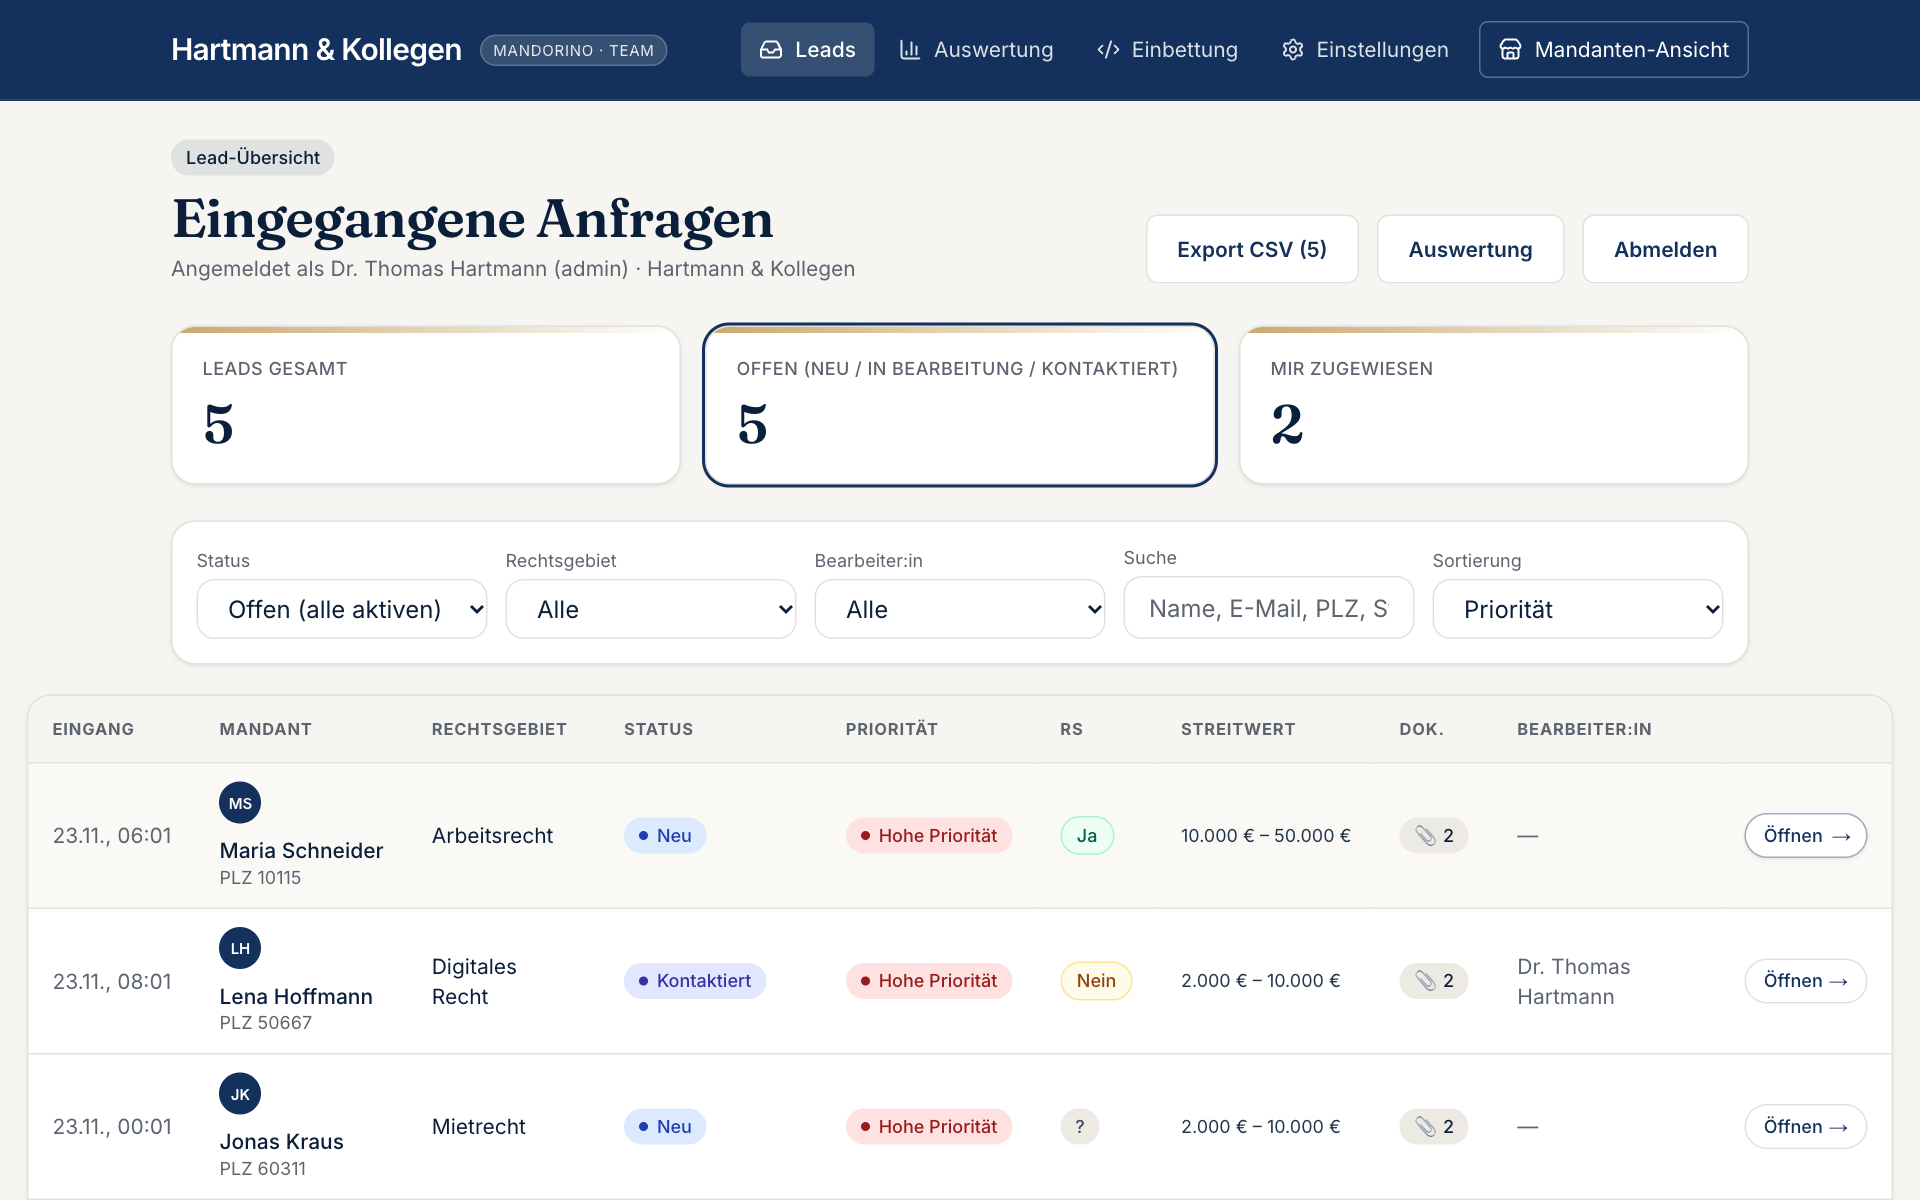 Hartmann & Kollegen
MANDORINO · TEAM
Leads
Auswertung
Einbettung
Einstellungen
Mandanten-Ansicht
Lead-Übersicht
Eingegangene Anfragen
Angemeldet als Dr. Thomas Hartmann (admin) · Hartmann & Kollegen
Export CSV (5)
Auswertung
Abmelden
LEADS GESAMT
5
OFFEN (NEU / IN BEARBEITUNG / KONTAKTIERT)
5
MIR ZUGEWIESEN
2
Status
Offen (alle aktiven)
Rechtsgebiet
Alle
Bearbeiter:in
Alle
Suche
Name, E-Mail, PLZ, S
Sortierung
Priorität
EINGANG MANDANT RECHTSGEBIET STATUS PRIORITÄT RS STREITWERT DOK. BEARBEITER:IN
23.11., 06:01
MS
Maria Schneider
PLZ 10115
Arbeitsrecht
Neu
Hohe Priorität
Ja
10.000 € – 50.000 €
2
—
Öffnen →
23.11., 08:01
LH
Lena Hoffmann
PLZ 50667
Digitales
Recht
Kontaktiert
Hohe Priorität
Nein
2.000 € – 10.000 €
2
Dr. Thomas
Hartmann
Öffnen →
23.11., 00:01
JK
Jonas Kraus
PLZ 60311
Mietrecht
Neu
Hohe Priorität
?
2.000 € – 10.000 €
2
—
Öffnen →